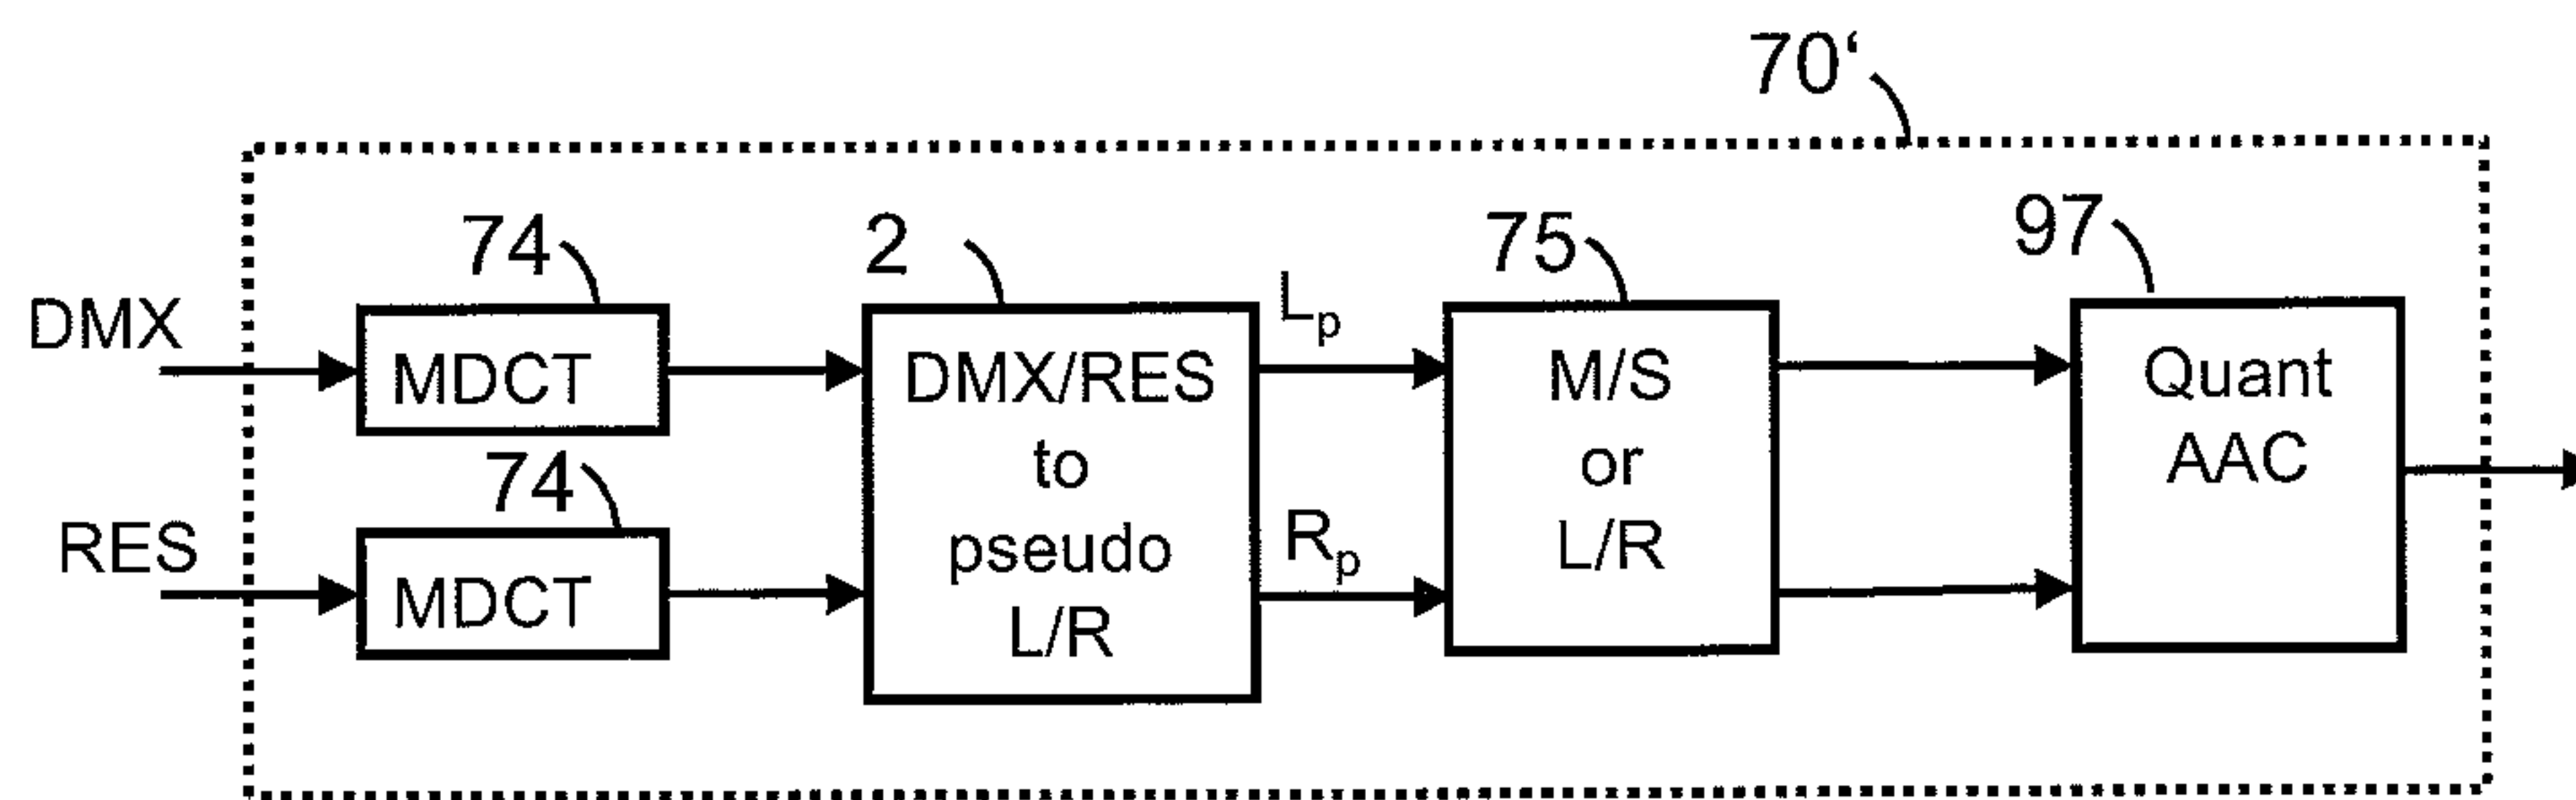 70‘
74
2
75
97
DMX
MDCT
DMX/RES
to
pseudo
L/R
Lp
M/S
or
L/R
Quant
AAC
74
RES
MDCT
Rp